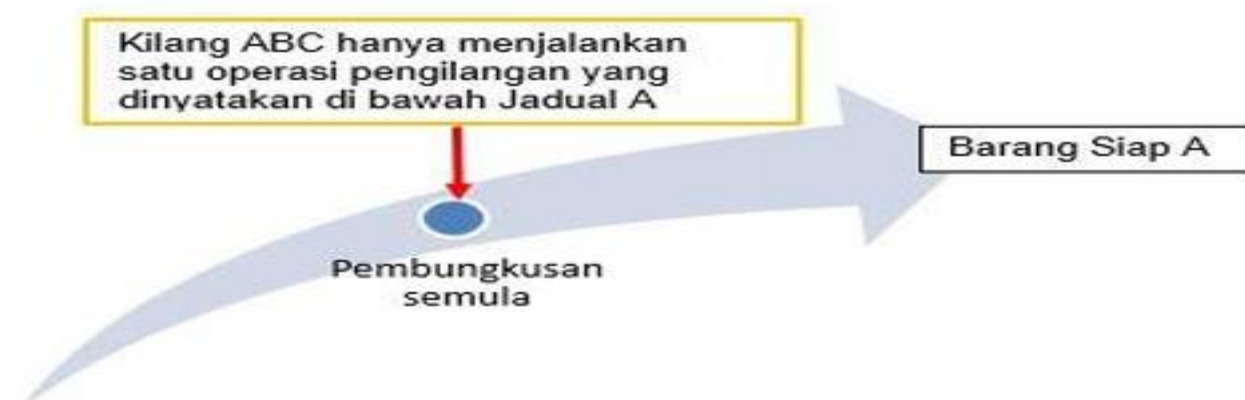 Kilang ABC hanya menjalankan
satu operasi pengilangan yang
dinyatakan di bawah Jadual A
Barang Siap A
Pembungkusan
semula